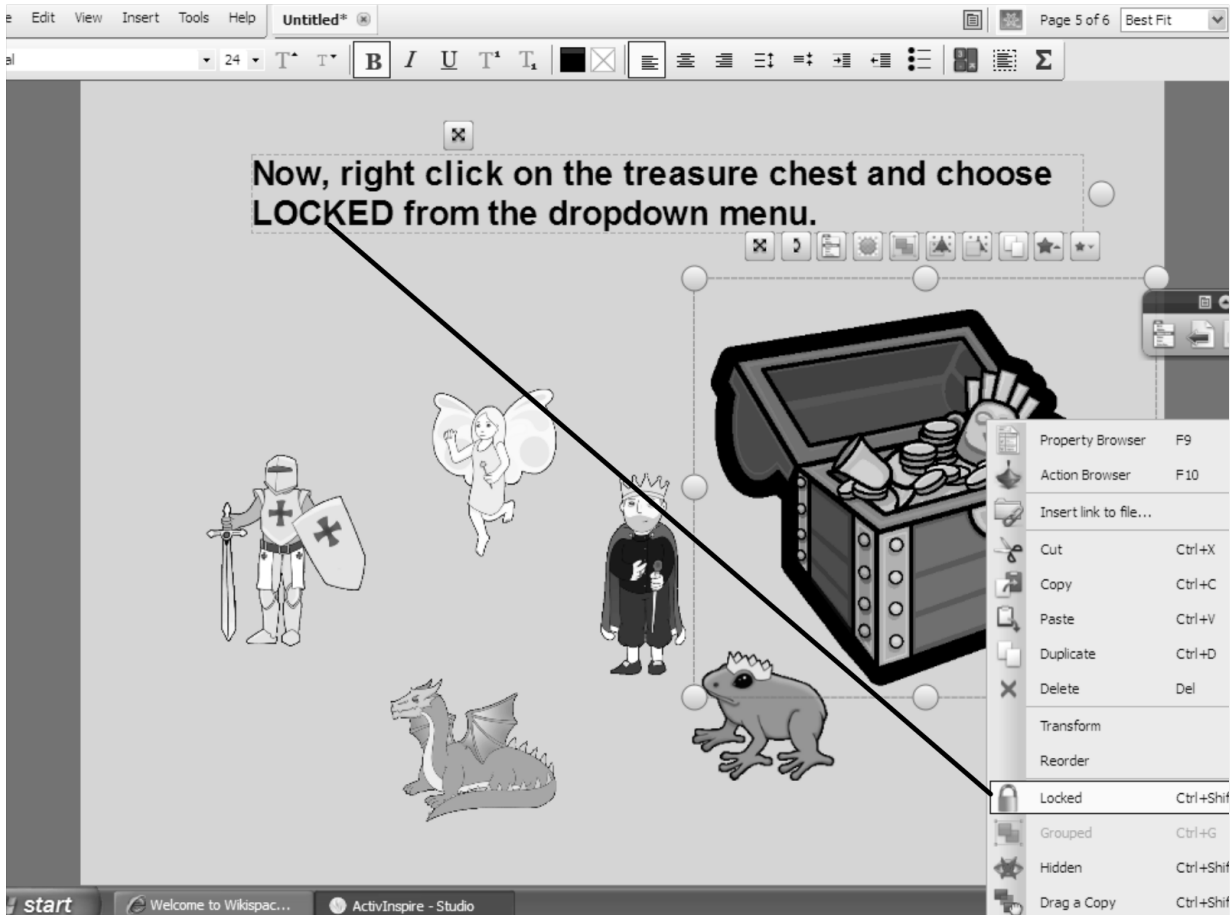 Edit View Insert Tools Help Untitled* Page 5 of 6 Best Fit
24 B I U T¹ T₁ Σ
Now, right click on the treasure chest and choose
LOCKED from the dropdown menu.
Property Browser F9
Action Browser F10
Insert link to file...
Cut Ctrl+X
Copy Ctrl+C
Paste Ctrl+V
Duplicate Ctrl+D
Delete Del
Transform
Reorder
Locked Ctrl+Shif
Grouped Ctrl+G
Hidden Ctrl+Shif
Drag a Copy Ctrl+Shif
start Welcome to Wikispac... ActivInspire - Studio